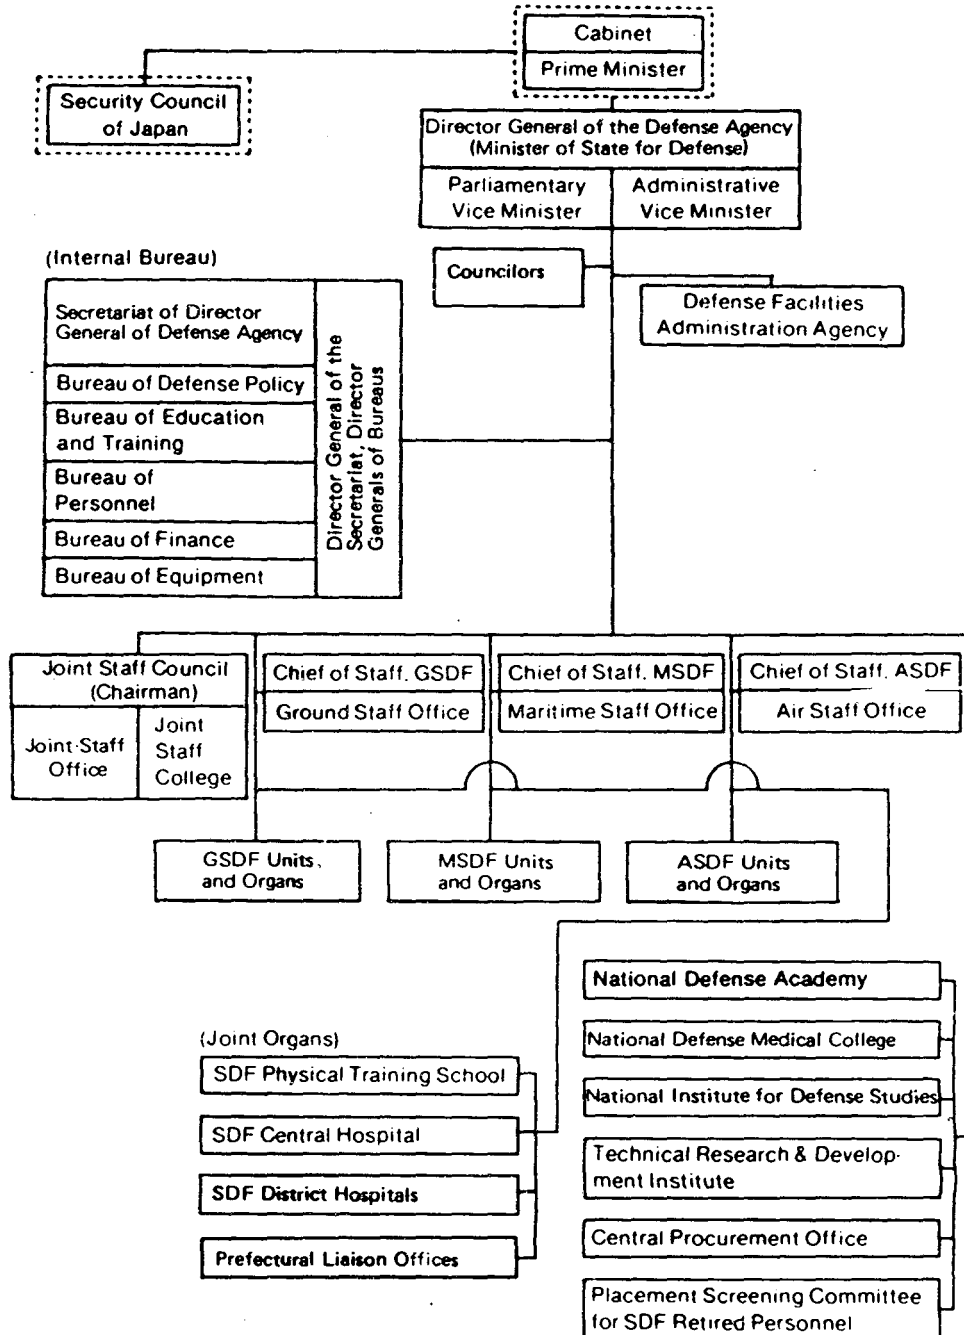 Cabinet
Prime Minister
Security Council
of Japan
Director General of the Defense Agency
(Minister of State for Defense)
Parliamentary
Vice Minister
Administrative
Vice Minister
(Internal Bureau)
Councilors
Defense Facilities
Administration Agency
Secretariat of Director
General of Defense Agency
Bureau of Defense Policy
Bureau of Education
and Training
Bureau of
Personnel
Bureau of Finance
Bureau of Equipment
Director General of the
Secretariat, Director
Generals of Bureaus
Joint Staff Council
(Chairman)
Joint Staff
Office
Joint
Staff
College
Chief of Staff. GSDF
Ground Staff Office
Chief of Staff. MSDF
Maritime Staff Office
Chief of Staff. ASDF
Air Staff Office
GSDF Units
and Organs
MSDF Units
and Organs
ASDF Units
and Organs
(Joint Organs)
SDF Physical Training School
SDF Central Hospital
SDF District Hospitals
Prefectural Liaison Offices
National Defense Academy
National Defense Medical College
National Institute for Defense Studies
Technical Research & Develop-
ment Institute
Central Procurement Office
Placement Screening Committee
for SDF Retired Personnel